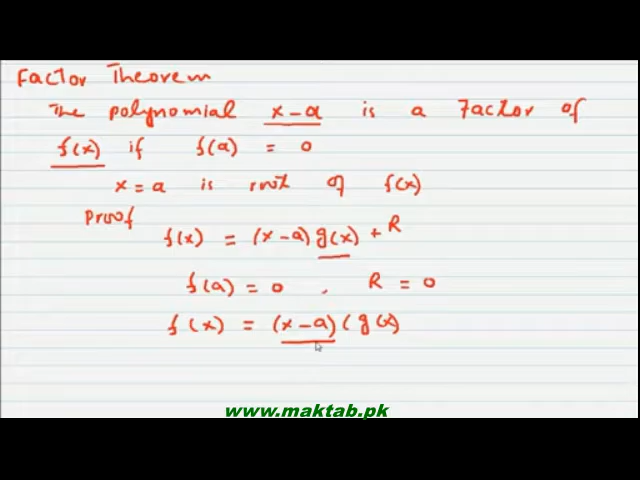 Factor Theorem
The polynomial x-a is a Factor of
f(x) if f(a) = 0
x = a is root of f(x)
Proof
f(x) = (x-a) g(x) + R
f(a) = 0 , R = 0
f(x) = (x-a) (g(x)
www.maktab.pk